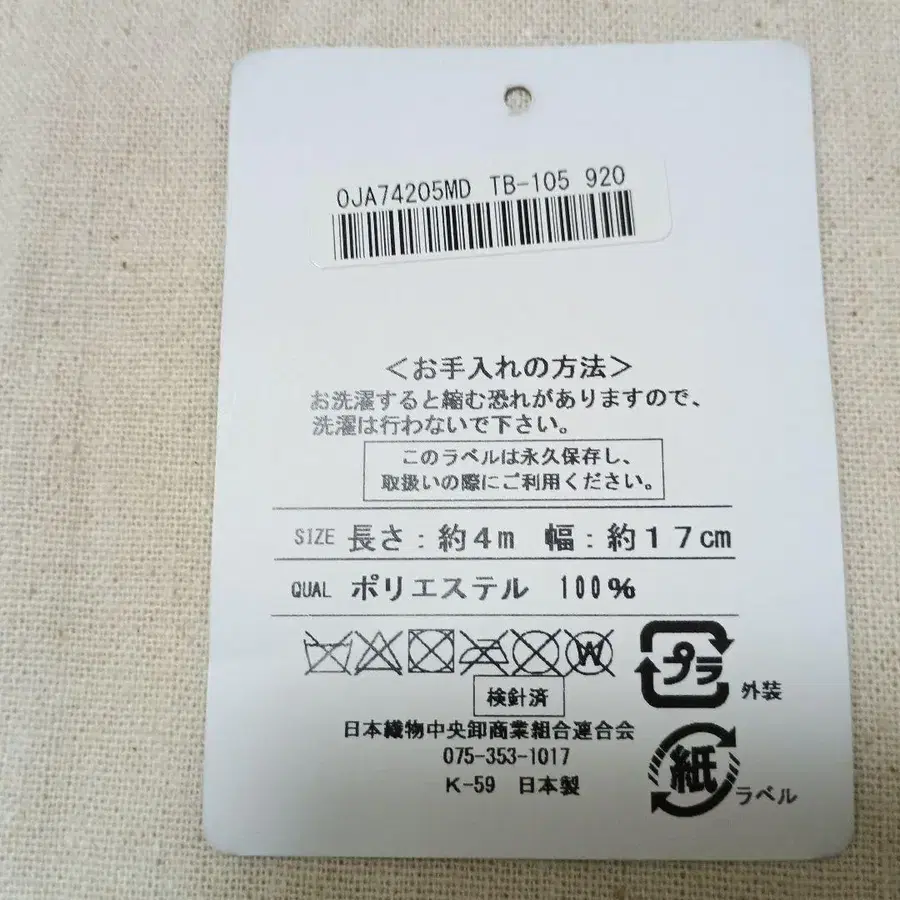 OJA74205MD TB-105 920
＜お手入れの方法＞
お洗濯すると縮む恐れがありますので、
洗濯は行わないで下さい。
このラベルは永久保存し、
取扱いの際にご利用ください。
SIZE 長さ：約４ｍ 幅：約１７cm
QUAL ポリエステル 100％
W
検針済
日本織物中央卸商業組合連合会
075-353-1017
K-59 日本製
プラ
外装
紙
ラベル